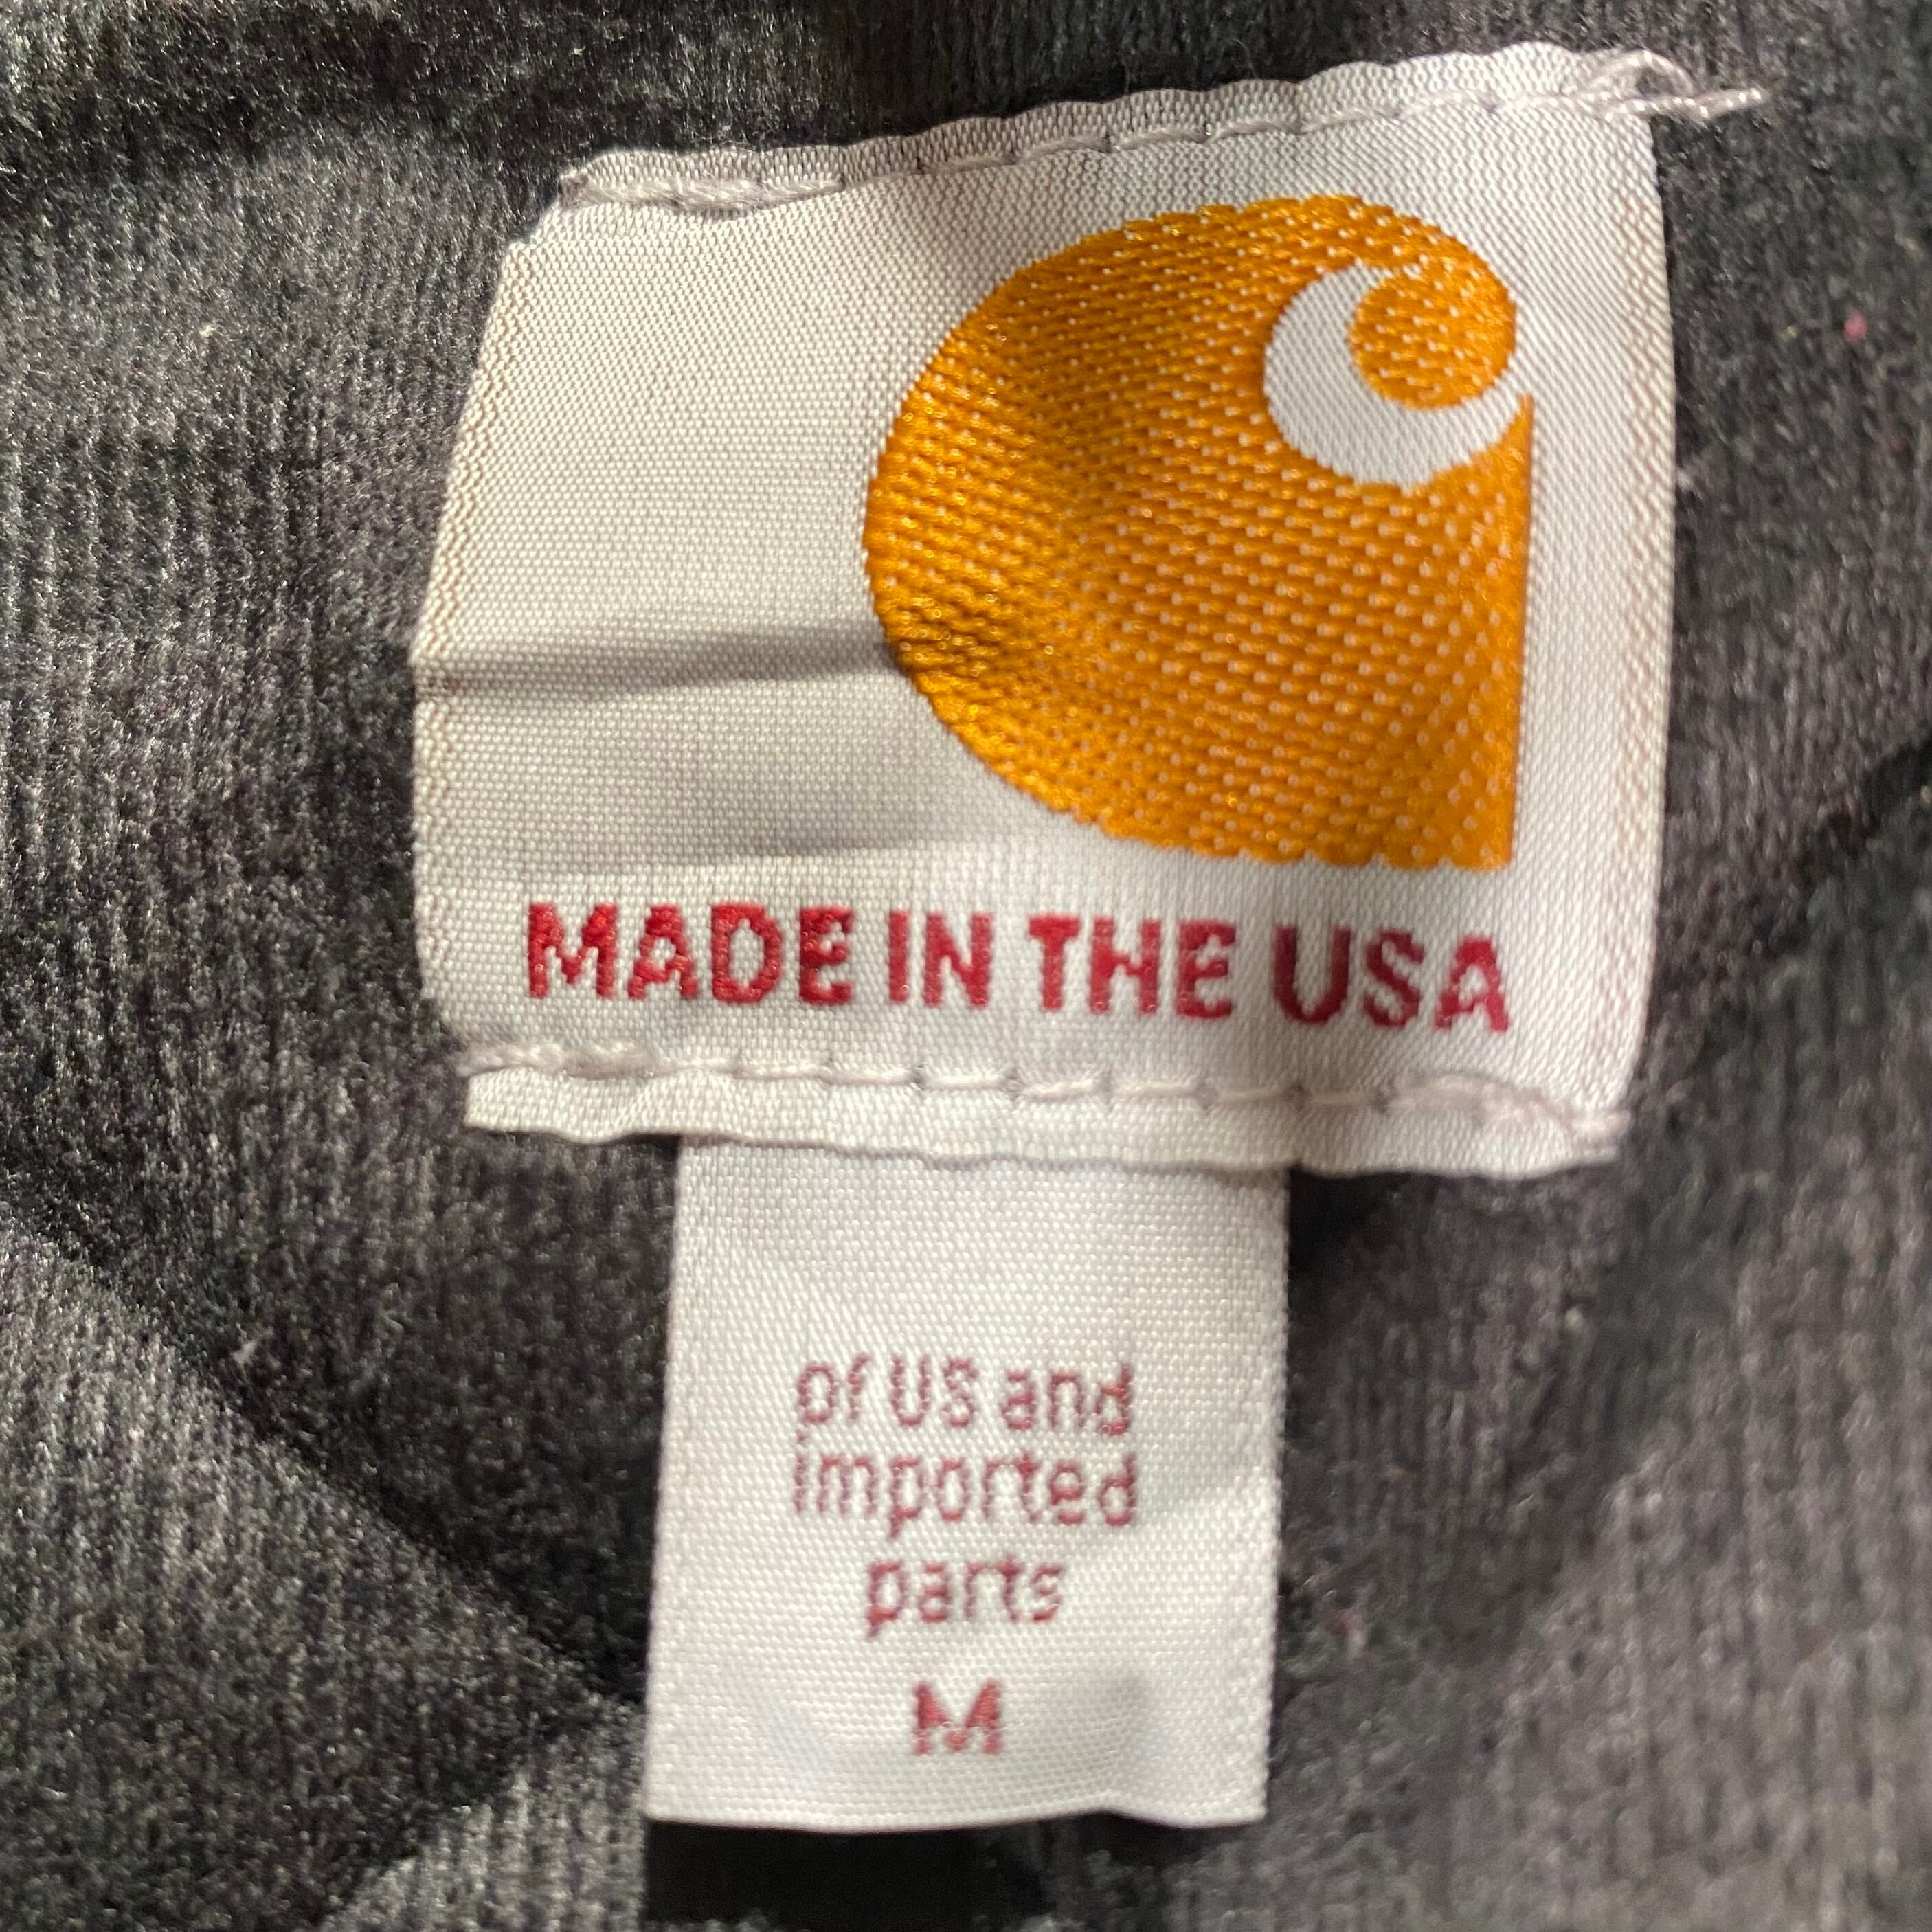 MADE IN THE USA
of US and
imported
parts
M